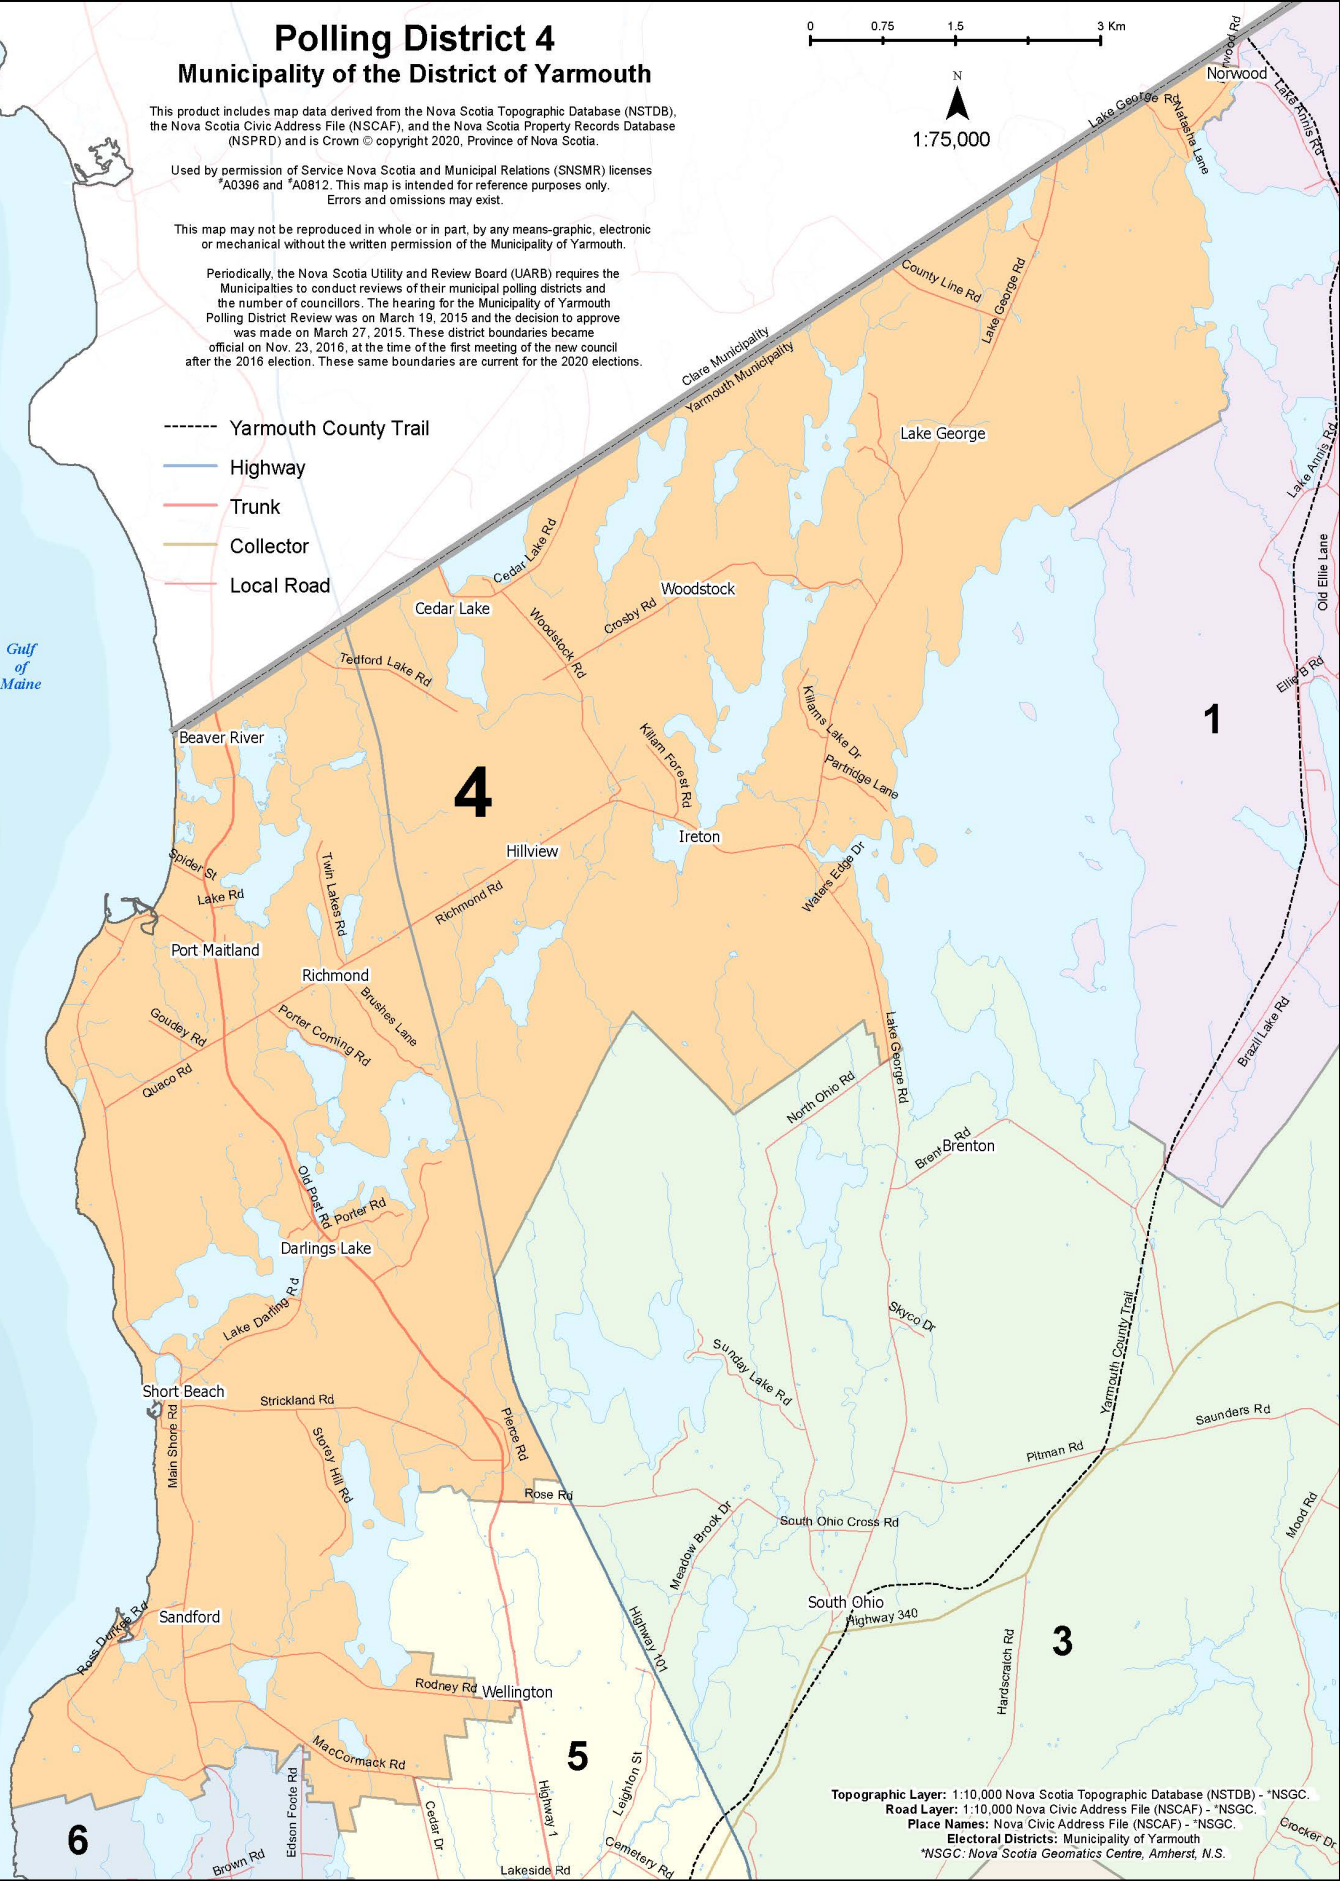 Polling District 4
Municipality of the District of Yarmouth
This product includes map data derived from the Nova Scotia Topographic Database (NSTDB),
the Nova Scotia Civic Address File (NSCAF), and the Nova Scotia Property Records Database
(NSPRD) and is Crown © copyright 2020, Province of Nova Scotia.
Used by permission of Service Nova Scotia and Municipal Relations (SNSMR) licenses
*A0396 and *A0812. This map is intended for reference purposes only.
Errors and omissions may exist.
This map may not be reproduced in whole or in part, by any means-graphic, electronic
or mechanical without the written permission of the Municipality of Yarmouth.
Periodically, the Nova Scotia Utility and Review Board (UARB) requires the
Municipalties to conduct reviews of their municipal polling districts and
the number of councillors. The hearing for the Municipality of Yarmouth
Polling District Review was on March 19, 2015 and the decision to approve
was made on March 27, 2015. These district boundaries became
official on Nov. 23, 2016, at the time of the first meeting of the new council
after the 2016 election. These same boundaries are current for the 2020 elections.
0 0.75 1.5 3 Km
N
1:75,000
Yarmouth County Trail
Highway
Trunk
Collector
Local Road
Gulf
of
Maine
Norwood Rd
Norwood
Lake George Rd
Natasha Lane
Lake Annis Rd
County Line Rd
Lake George Rd
Clare Municipality
Yarmouth Municipality
Lake George
Lake Annis Rd
Old Ellie Lane
Cedar Lake Rd
Cedar Lake
Woodstock
Crosby Rd
Woodstock Rd
Tedford Lake Rd
Ellie B Rd
Killams Lake Dr
1
Beaver River
Killam Forest Rd
Partridge Lane
4
Ireton
Hillview
Spider St
Twin Lakes Rd
Waters Edge Dr
Lake Rd
Richmond Rd
Port Maitland
Richmond
Brushes Lane
Goudey Rd
Porter Corning Rd
Quaco Rd
Lake George Rd
Brazil Lake Rd
North Ohio Rd
Brenton Rd
Brenton
Old Post Rd
Porter Rd
Darlings Lake
Lake Darling Rd
Skyco Dr
Sunday Lake Rd
Yarmouth County Trail
Short Beach
Strickland Rd
Main Shore Rd
Storey Hill Rd
Pierce Rd
Saunders Rd
Pitman Rd
Rose Rd
Meadow Brook Dr
South Ohio Cross Rd
Mood Rd
South Ohio
Highway 340
Highway 101
Sandford
Ross Durkee Rd
3
Hardscratch Rd
Rodney Rd
Wellington
MacCormack Rd
5
Highway 1
Leighton St
Edson Foote Rd
Cedar Dr
6
Brown Rd
Lakeside Rd
Cemetery Rd
Crocker Dr
Topographic Layer: 1:10,000 Nova Scotia Topographic Database (NSTDB) - *NSGC.
Road Layer: 1:10,000 Nova Civic Address File (NSCAF) - *NSGC.
Place Names: Nova Civic Address File (NSCAF) - *NSGC.
Electoral Districts: Municipality of Yarmouth
*NSGC: Nova Scotia Geomatics Centre, Amherst, N.S.